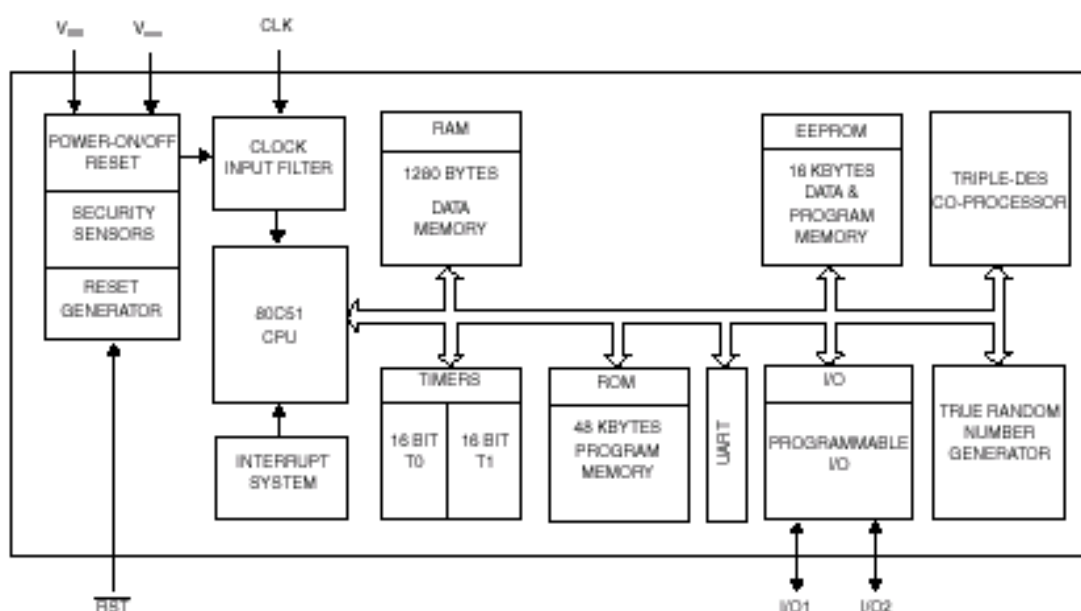 CLK
POWER-ON/OFF
RESET
SECURITY
SENSORS
RESET
GENERATOR
CLOCK
INPUT FILTER
80C51
CPU
INTERRUPT
SYSTEM
RAM
1280 BYTES
DATA
MEMORY
TIMERS
16 BIT
T0
16 BIT
T1
ROM
48 KBYTES
PROGRAM
MEMORY
UART
EEPROM
16 KBYTES
DATA &
PROGRAM
MEMORY
I/O
PROGRAMMABLE
I/O
TRIPLE-DES
CO-PROCESSOR
TRUE RANDOM
NUMBER
GENERATOR
RST
I/O1
I/O2